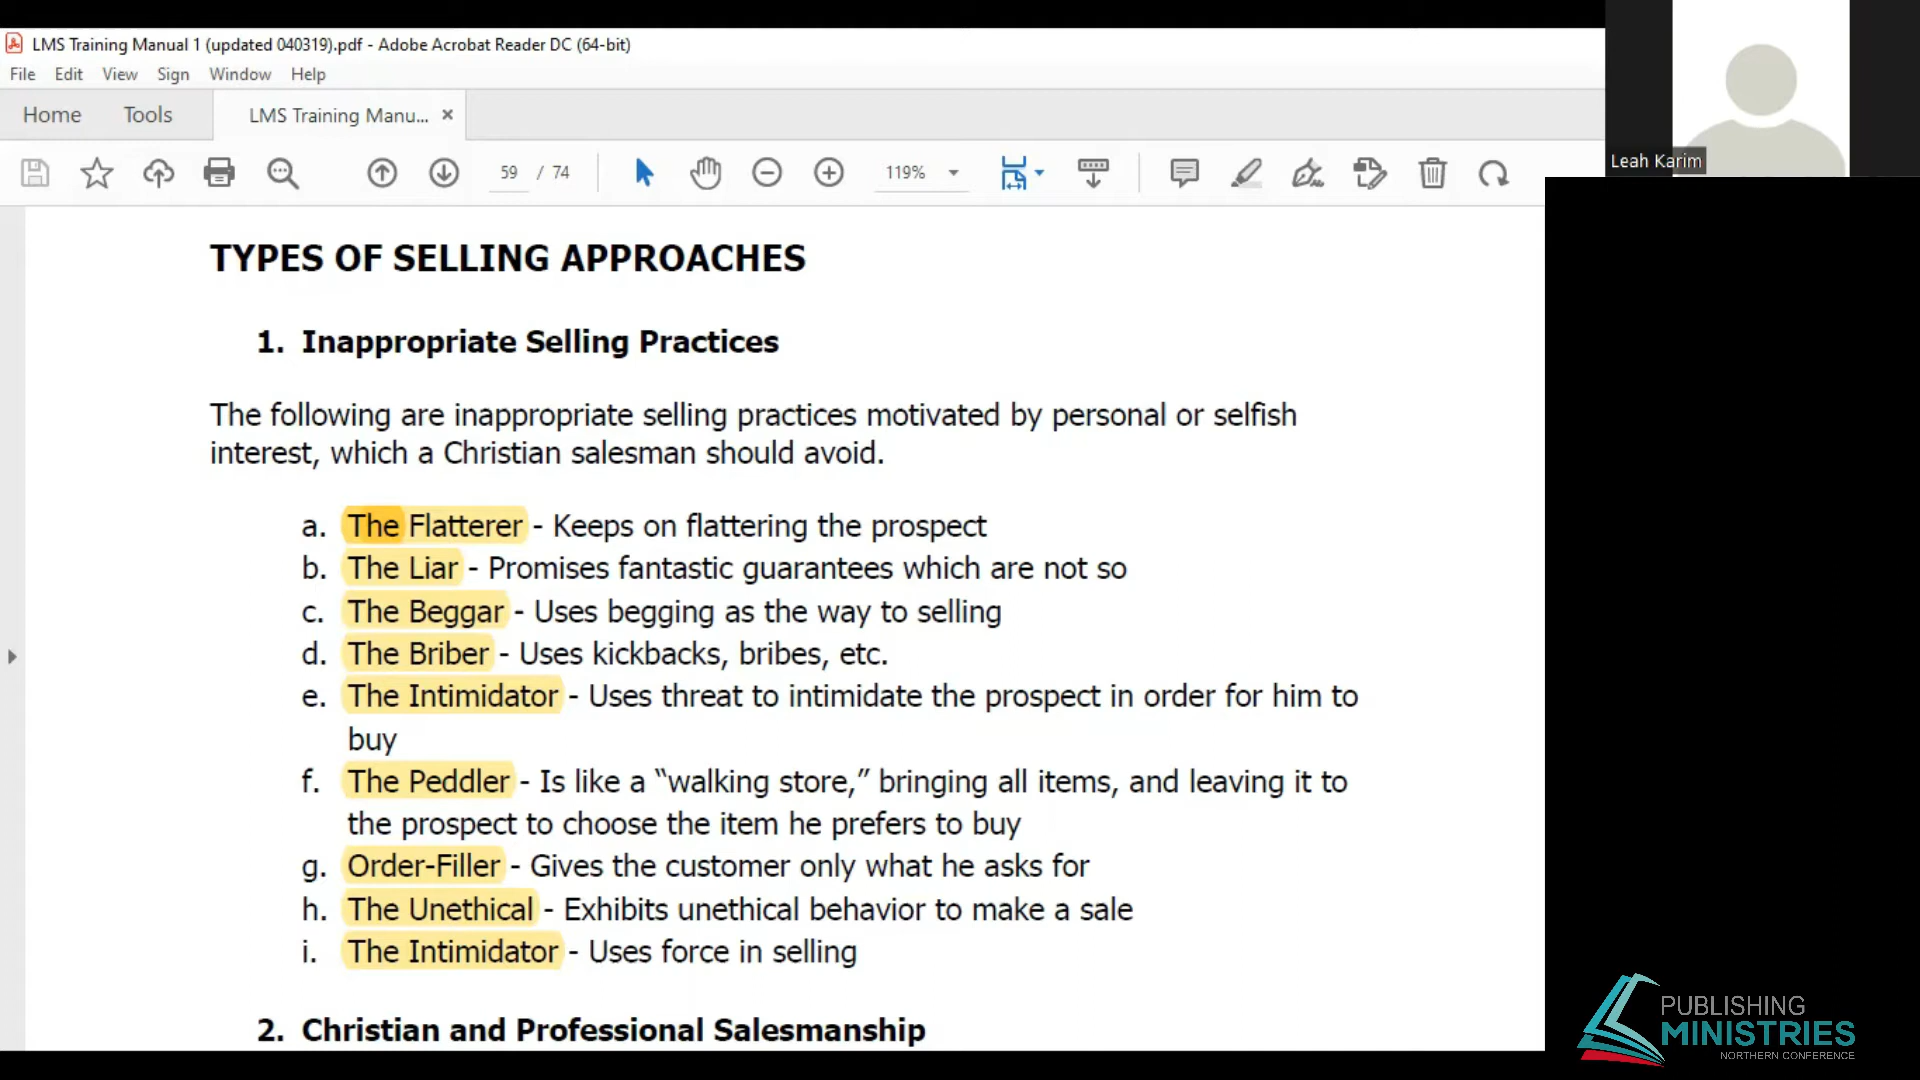 LMS Training Manual 1 (updated 040319).pdf - Adobe Acrobat Reader DC (64-bit)
File Edit View Sign Window Help
Home Tools LMS Training Manu... ×
59 / 74 119%
Leah Karim
TYPES OF SELLING APPROACHES
1. Inappropriate Selling Practices
The following are inappropriate selling practices motivated by personal or selfish
interest, which a Christian salesman should avoid.
a. The Flatterer - Keeps on flattering the prospect
b. The Liar - Promises fantastic guarantees which are not so
c. The Beggar - Uses begging as the way to selling
d. The Briber - Uses kickbacks, bribes, etc.
e. The Intimidator - Uses threat to intimidate the prospect in order for him to
buy
f. The Peddler - Is like a “walking store,” bringing all items, and leaving it to
the prospect to choose the item he prefers to buy
g. Order-Filler - Gives the customer only what he asks for
h. The Unethical - Exhibits unethical behavior to make a sale
i. The Intimidator - Uses force in selling
2. Christian and Professional Salesmanship
PUBLISHING
MINISTRIES
NORTHERN CONFERENCE